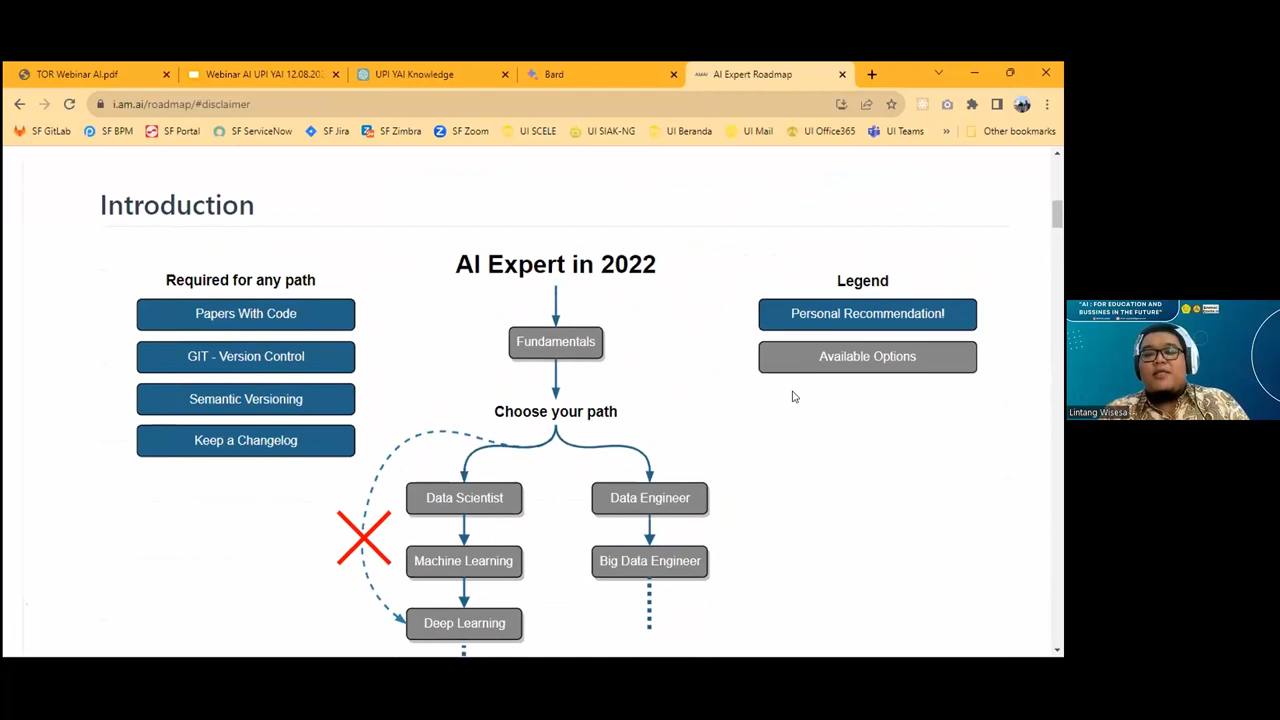 TOR Webinar AI.pdf
Webinar AI UPI YAI 12.08.202
UPI YAI Knowledge
Bard
AMAI
AI Expert Roadmap
i.am.ai/roadmap/#disclaimer
SF GitLab
SF BPM
SF Portal
SF ServiceNow
SF Jira
SF Zimbra
SF Zoom
UI SCELE
UI SIAK-NG
UI Beranda
UI Mail
UI Office365
UI Teams
»
Other bookmarks
Introduction
AI Expert in 2022
Required for any path
Papers With Code
GIT - Version Control
Semantic Versioning
Keep a Changelog
Legend
Personal Recommendation!
Available Options
Fundamentals
Choose your path
Data Scientist
Data Engineer
Machine Learning
Big Data Engineer
Deep Learning
"AI : FOR EDUCATION AND
BUSSINES IN THE FUTURE"
Lintang Wisesa